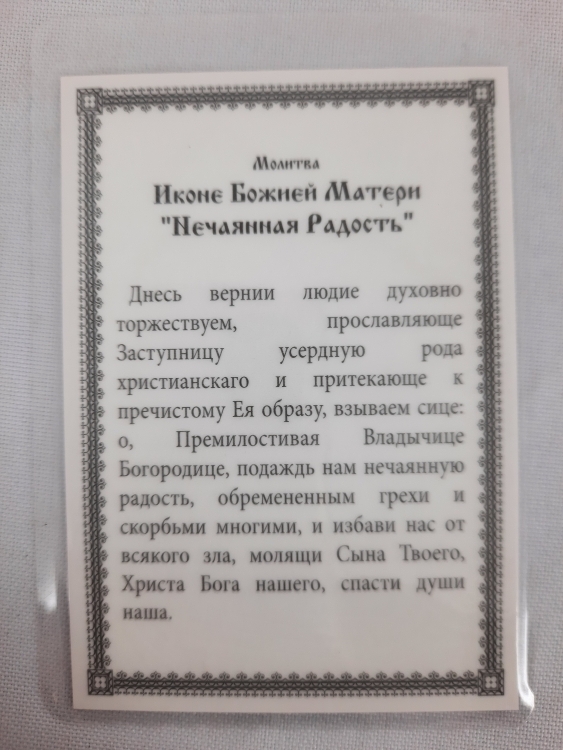 Молитва
Иконе Божией Матери
"Нечаянная Радость"
Днесь вернии людие духовно
торжествуем, прославляюще
Заступницу усердную рода
христианскаго и притекающе к
пречистому Ея образу, взываем сице:
о, Премилостивая Владычице
Богородице, подаждь нам нечаянную
радость, обремененным грехи и
скорбьми многими, и избави нас от
всякого зла, молящи Сына Твоего,
Христа Бога нашего, спасти души
наша.